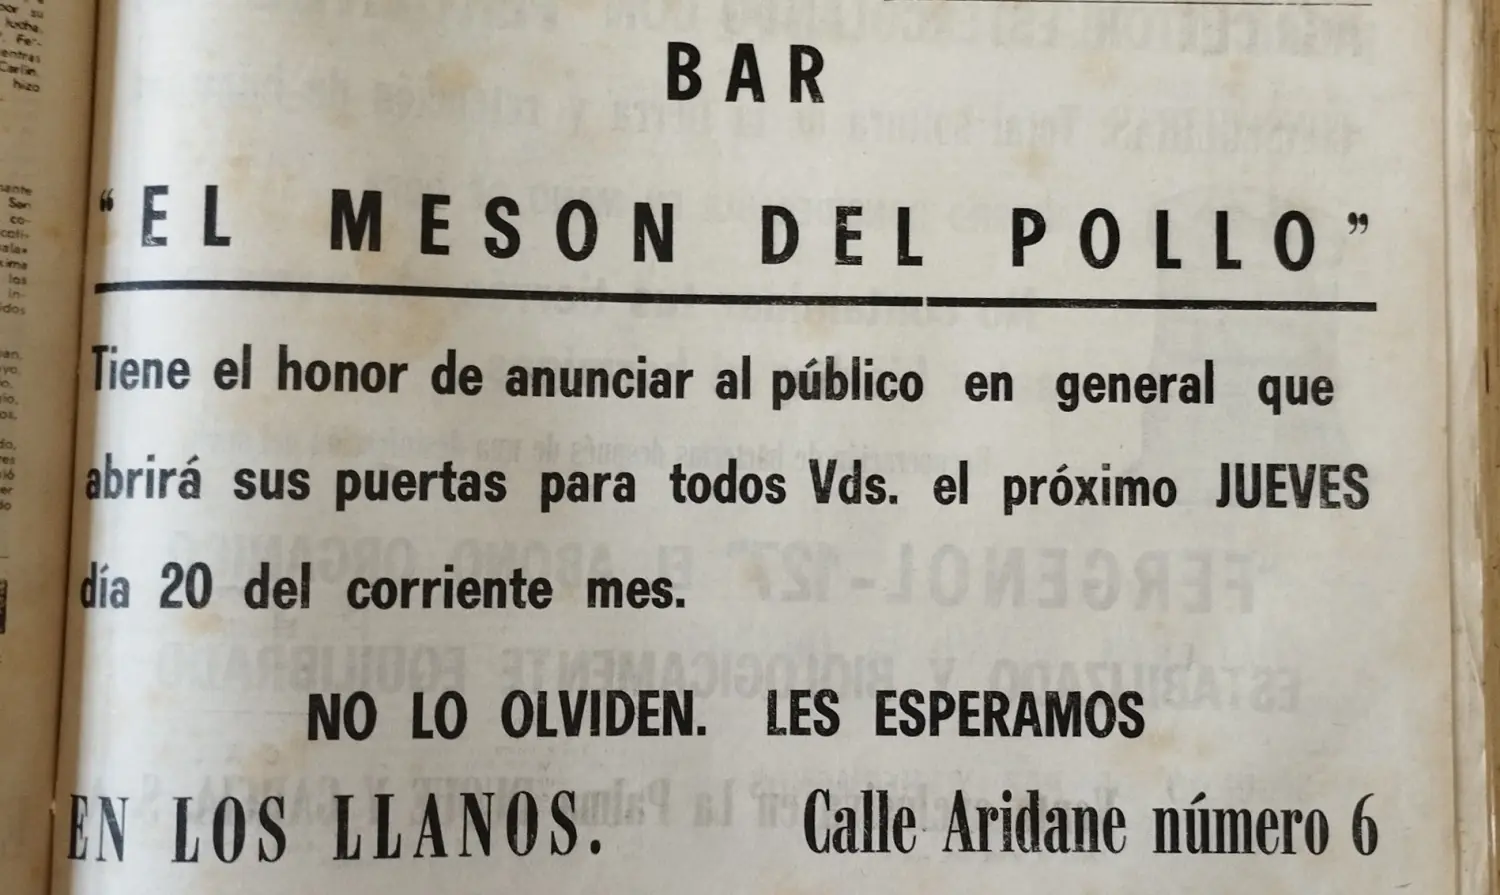 BAR
“EL MESON DEL POLLO”
Tiene el honor de anunciar al público en general que
abrirá sus puertas para todos Vds. el próximo JUEVES
día 20 del corriente mes.
NO LO OLVIDEN. LES ESPERAMOS
EN LOS LLANOS. Calle Aridane número 6